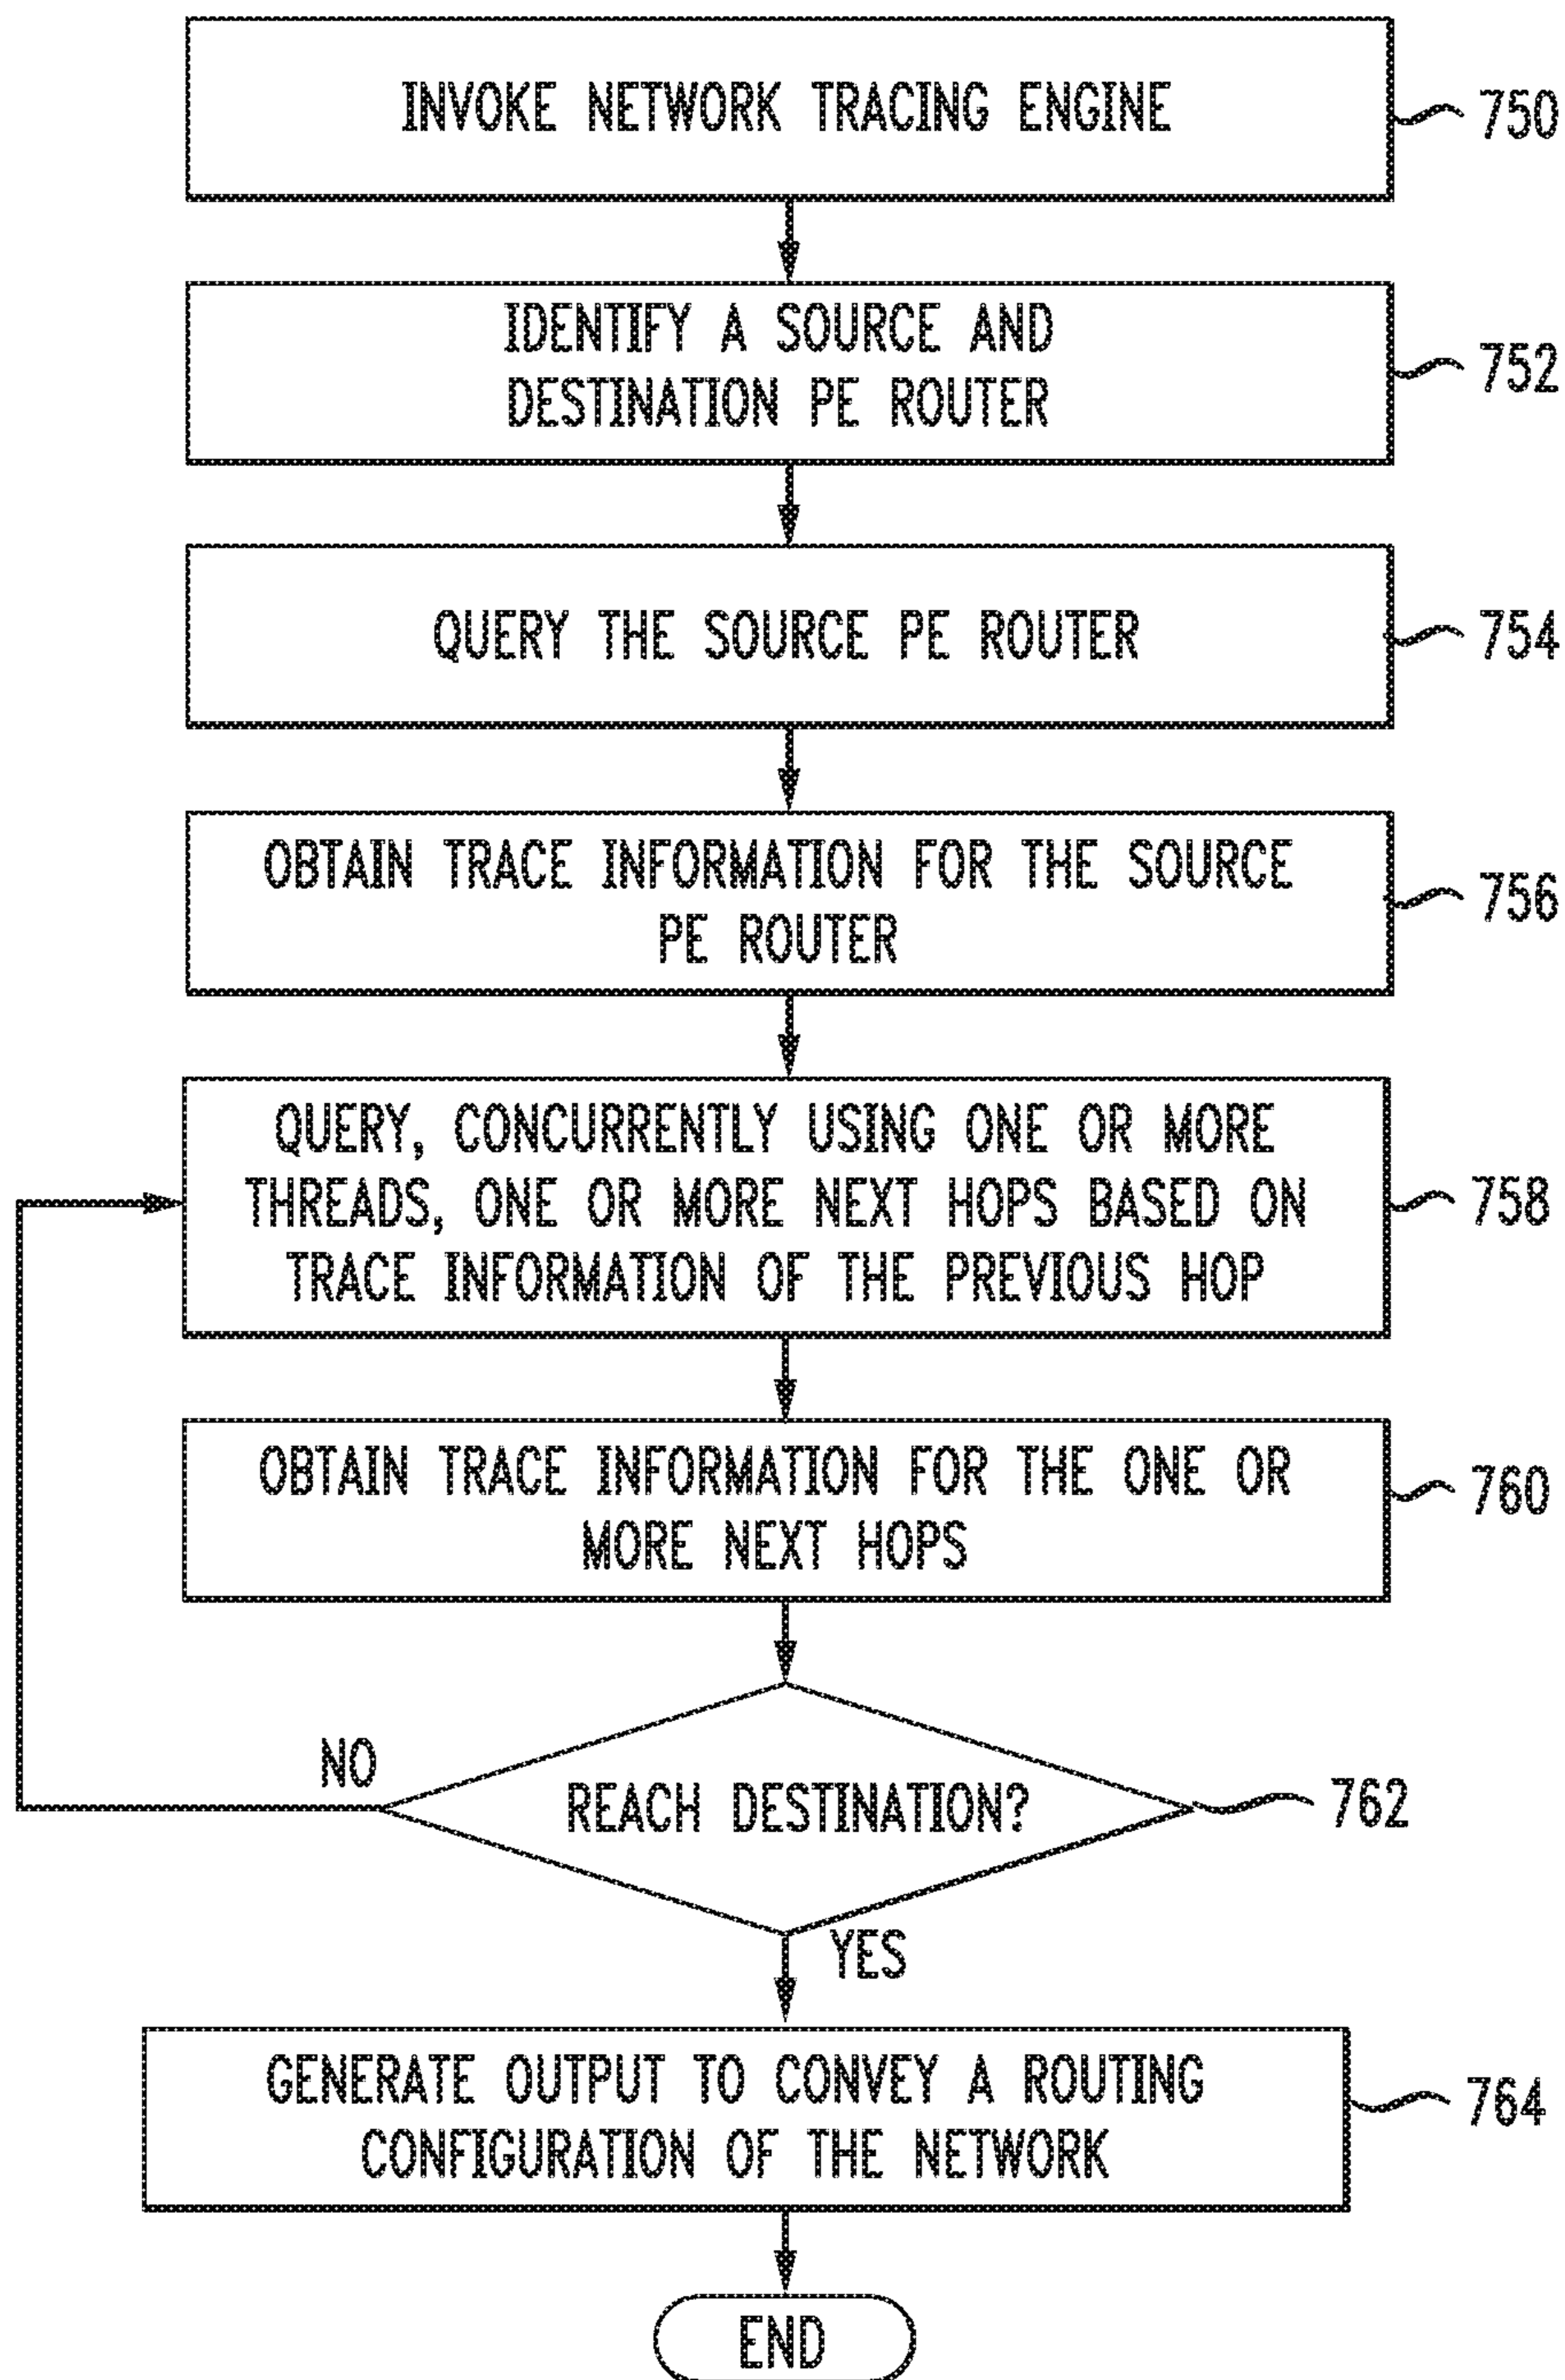 INVOKE NETWORK TRACING ENGINE
750
IDENTIFY A SOURCE AND
DESTINATION PE ROUTER
752
QUERY THE SOURCE PE ROUTER
754
OBTAIN TRACE INFORMATION FOR THE SOURCE
PE ROUTER
756
QUERY, CONCURRENTLY USING ONE OR MORE
THREADS, ONE OR MORE NEXT HOPS BASED ON
TRACE INFORMATION OF THE PREVIOUS HOP
758
OBTAIN TRACE INFORMATION FOR THE ONE OR
MORE NEXT HOPS
760
NO
REACH DESTINATION?
762
YES
GENERATE OUTPUT TO CONVEY A ROUTING
CONFIGURATION OF THE NETWORK
764
END